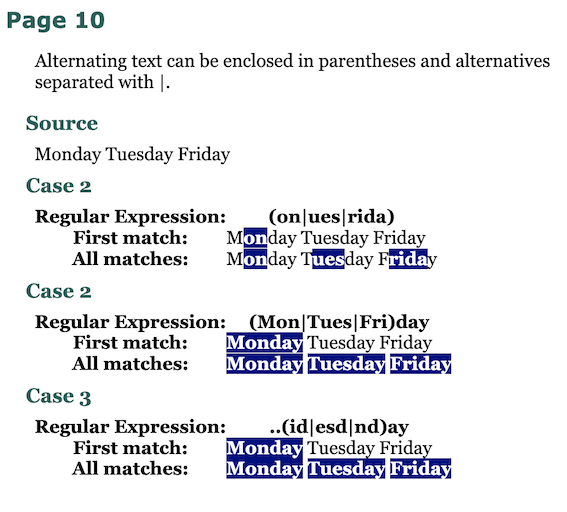 Page 10
Alternating text can be enclosed in parentheses and alternatives
separated with |.
Source
Monday Tuesday Friday
Case 2
Regular Expression: (on|ues|rida)
First match: Monday Tuesday Friday
All matches: Monday Tuesday Friday
Case 2
Regular Expression: (Mon|Tues|Fri)day
First match: Monday Tuesday Friday
All matches: Monday Tuesday Friday
Case 3
Regular Expression: ..(id|esd|nd)ay
First match: Monday Tuesday Friday
All matches: Monday Tuesday Friday